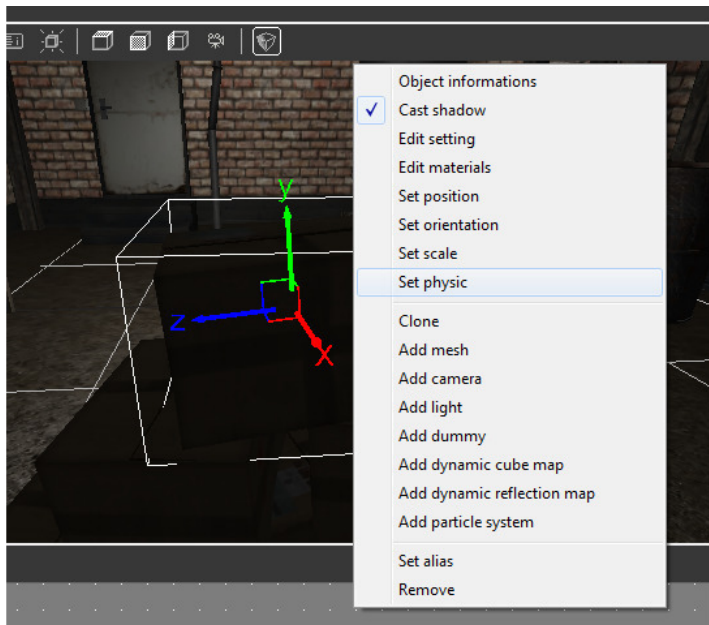 Object informations
Cast shadow
Edit setting
Edit materials
Set position
Set orientation
Set scale
Set physic
Clone
Add mesh
Add camera
Add light
Add dummy
Add dynamic cube map
Add dynamic reflection map
Add particle system
Set alias
Remove
y
z
x